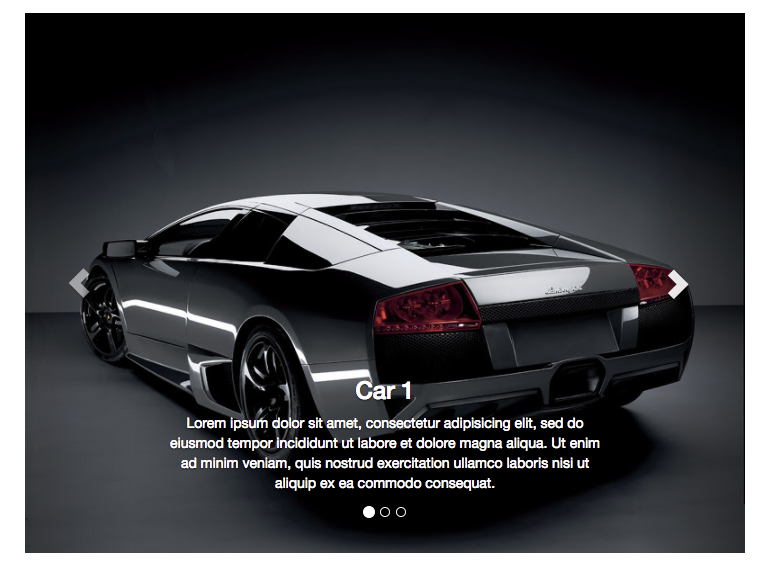 Lamborghini
Car 1
Lorem ipsum dolor sit amet, consectetur adipisicing elit, sed do
eiusmod tempor incididunt ut labore et dolore magna aliqua. Ut enim
ad minim veniam, quis nostrud exercitation ullamco laboris nisi ut
aliquip ex ea commodo consequat.